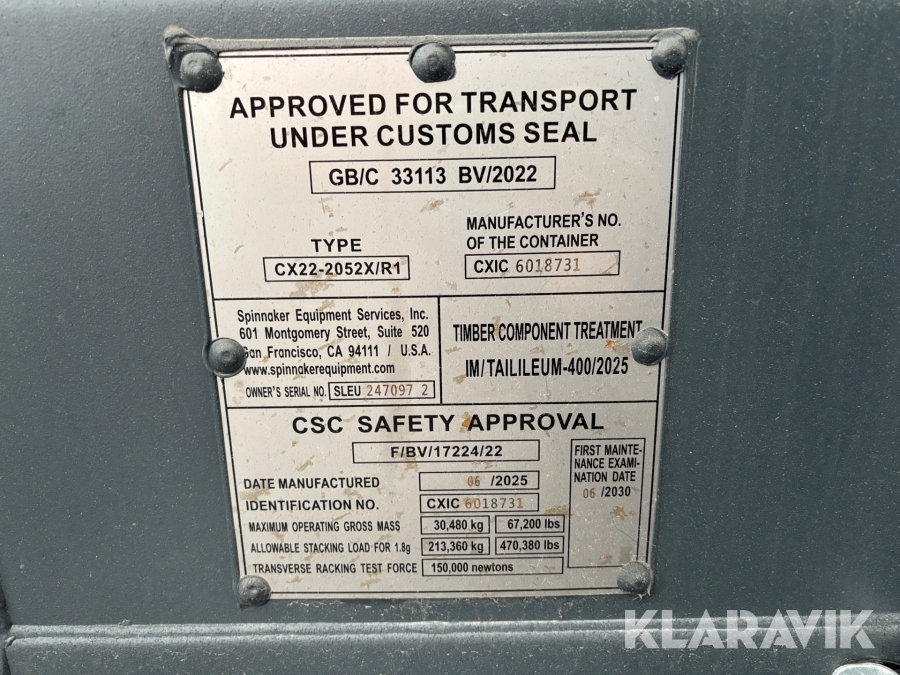 APPROVED FOR TRANSPORT
UNDER CUSTOMS SEAL
GB/C 33113 BV/2022
TYPE
CX22-2052X/R1
MANUFACTURER'S NO.
OF THE CONTAINER
CXIC 6018731
Spinnaker Equipment Services, Inc.
601 Montgomery Street, Suite 520
San Francisco, CA 94111 / U.S.A.
www.spinnakerequipment.com
OWNER'S SERIAL NO. SLEU 247097 2
TIMBER COMPONENT TREATMENT
IM/TAILILEUM-400/2025
CSC SAFETY APPROVAL
F/BV/17224/22
DATE MANUFACTURED 06 /2025
IDENTIFICATION NO. CXIC 6018731
MAXIMUM OPERATING GROSS MASS 30,480 kg 67,200 lbs
ALLOWABLE STACKING LOAD FOR 1.8g 213,360 kg 470,380 lbs
TRANSVERSE RACKING TEST FORCE 150,000 newtons
FIRST MAINTE-
NANCE EXAMI-
NATION DATE
06 /2030
KLARAVIK